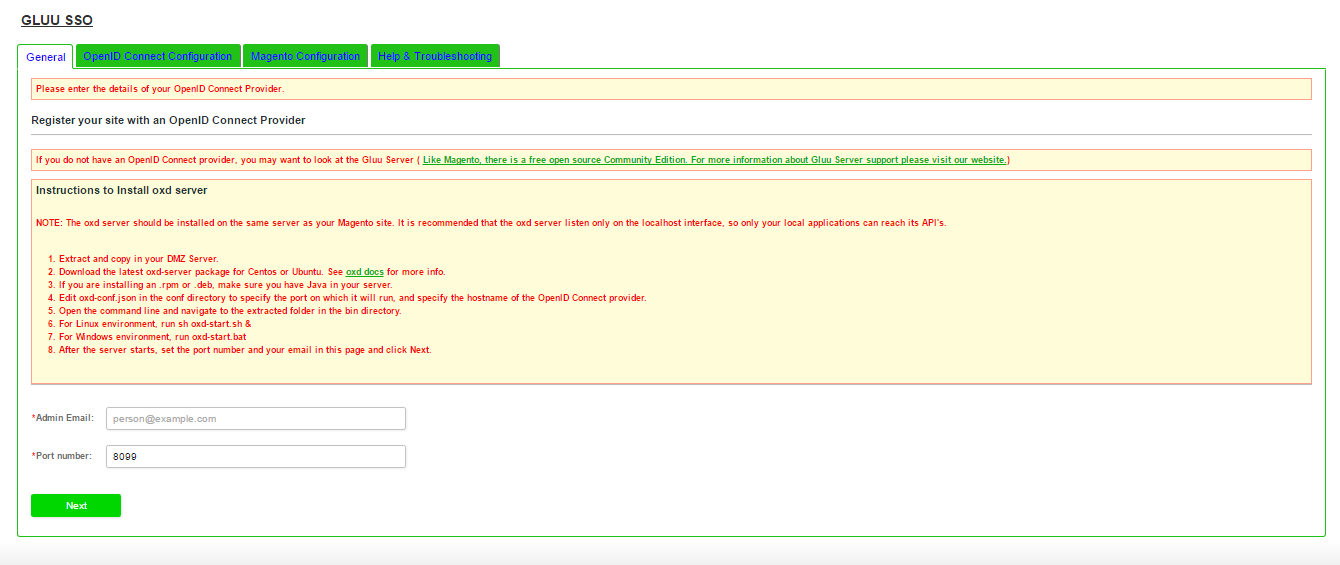 GLUU SSO
General
OpenID Connect Configuration
Magento Configuration
Help & Troubleshooting
Please enter the details of your OpenID Connect Provider.
Register your site with an OpenID Connect Provider
If you do not have an OpenID Connect provider, you may want to look at the Gluu Server ( Like Magento, there is a free open source Community Edition. For more information about Gluu Server support please visit our website.)
Instructions to Install oxd server
NOTE: The oxd server should be installed on the same server as your Magento site. It is recommended that the oxd server listen only on the localhost interface, so only your local applications can reach its API's.
1. Extract and copy in your DMZ Server.
2. Download the latest oxd-server package for Centos or Ubuntu. See oxd docs for more info.
3. If you are installing an .rpm or .deb, make sure you have Java in your server.
4. Edit oxd-conf.json in the conf directory to specify the port on which it will run, and specify the hostname of the OpenID Connect provider.
5. Open the command line and navigate to the extracted folder in the bin directory.
6. For Linux environment, run sh oxd-start.sh &
7. For Windows environment, run oxd-start.bat
8. After the server starts, set the port number and your email in this page and click Next.
*Admin Email: person@example.com
*Port number: 8099
Next